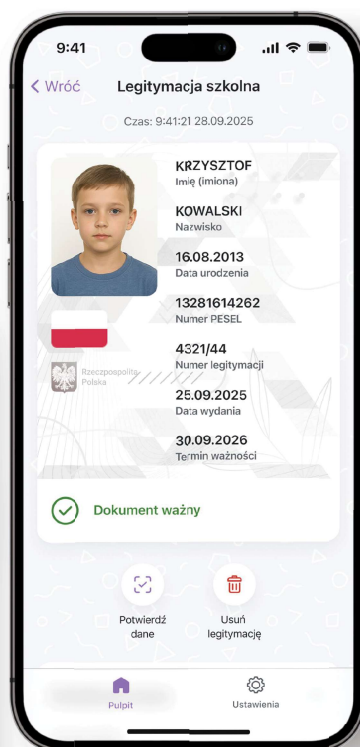 9:41
Wróć
Legitymacja szkolna
Czas: 9:41:21 28.09.2025
KRZYSZTOF
Imię (imiona)
KOWALSKI
Nazwisko
16.08.2013
Data urodzenia
13281614262
Numer PESEL
4321/44
Numer legitymacji
25.09.2025
Data wydania
30.09.2026
Termin ważności
Rzeczpospolita
Polska
Dokument ważny
Potwierdź
dane
Usuń
legitymację
Pulpit
Ustawienia